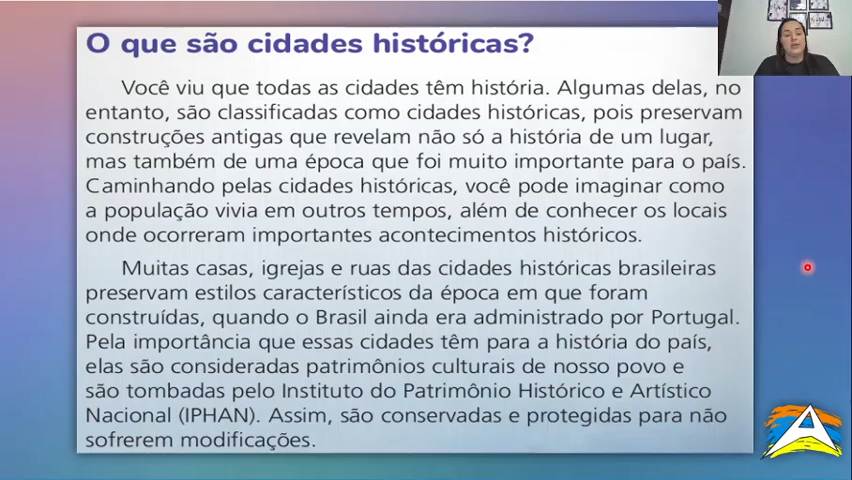 O que são cidades históricas?
Você viu que todas as cidades têm história. Algumas delas, no
entanto, são classificadas como cidades históricas, pois preservam
construções antigas que revelam não só a história de um lugar,
mas também de uma época que foi muito importante para o país.
Caminhando pelas cidades históricas, você pode imaginar como
a população vivia em outros tempos, além de conhecer os locais
onde ocorreram importantes acontecimentos históricos.
Muitas casas, igrejas e ruas das cidades históricas brasileiras
preservam estilos característicos da época em que foram
construídas, quando o Brasil ainda era administrado por Portugal.
Pela importância que essas cidades têm para a história do país,
elas são consideradas patrimônios culturais de nosso povo e
são tombadas pelo Instituto do Patrimônio Histórico e Artístico
Nacional (IPHAN). Assim, são conservadas e protegidas para não
sofrerem modificações.